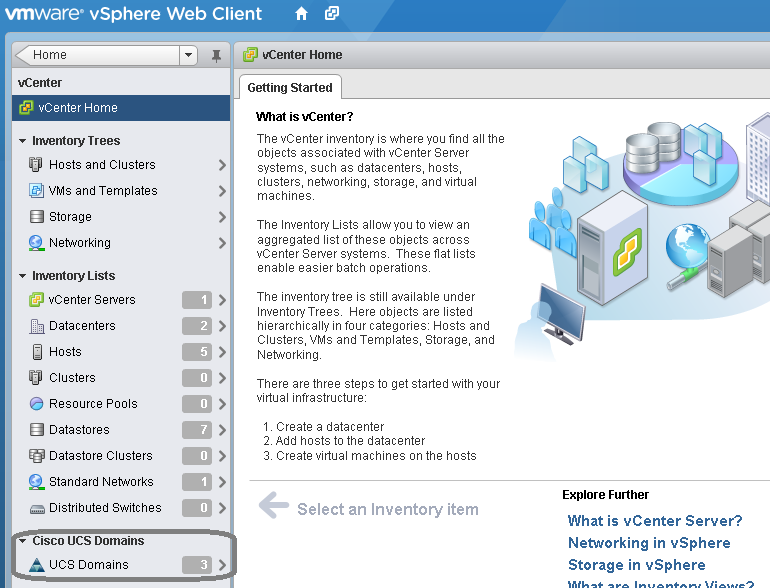 vmware® vSphere Web Client
Home
vCenter
vCenter Home
Inventory Trees
Hosts and Clusters
VMs and Templates
Storage
Networking
Inventory Lists
vCenter Servers 1
Datacenters 2
Hosts 5
Clusters 0
Resource Pools 0
Datastores 7
Datastore Clusters 0
Standard Networks 1
Distributed Switches 0
Cisco UCS Domains
UCS Domains 3
vCenter Home
Getting Started
What is vCenter?
The vCenter inventory is where you find all the
objects associated with vCenter Server
systems, such as datacenters, hosts,
clusters, networking, storage, and virtual
machines.
The Inventory Lists allow you to view an
aggregated list of these objects across
vCenter Server systems. These flat lists
enable easier batch operations.
The inventory tree is still available under
Inventory Trees. Here objects are listed
hierarchically in four categories: Hosts and
Clusters, VMs and Templates, Storage, and
Networking.
There are three steps to get started with your
virtual infrastructure:
1. Create a datacenter
2. Add hosts to the datacenter
3. Create virtual machines on the hosts
Select an Inventory item
Explore Further
What is vCenter Server?
Networking in vSphere
Storage in vSphere
What are Inventory Views?